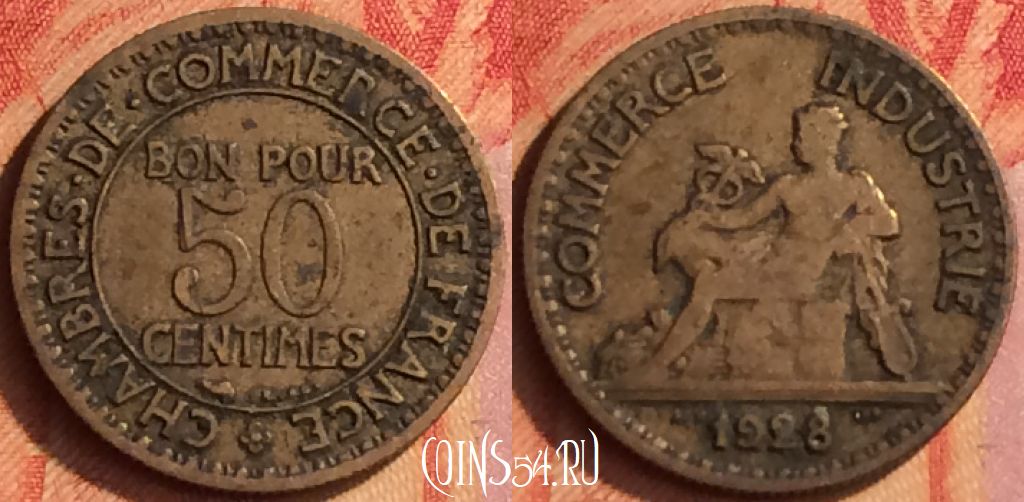 CHAMBRES·DE·COMMERCE·DE·FRANCE
BON POUR
50
CENTIMES
COMMERCE INDUSTRIE
1928
COINS54.RU